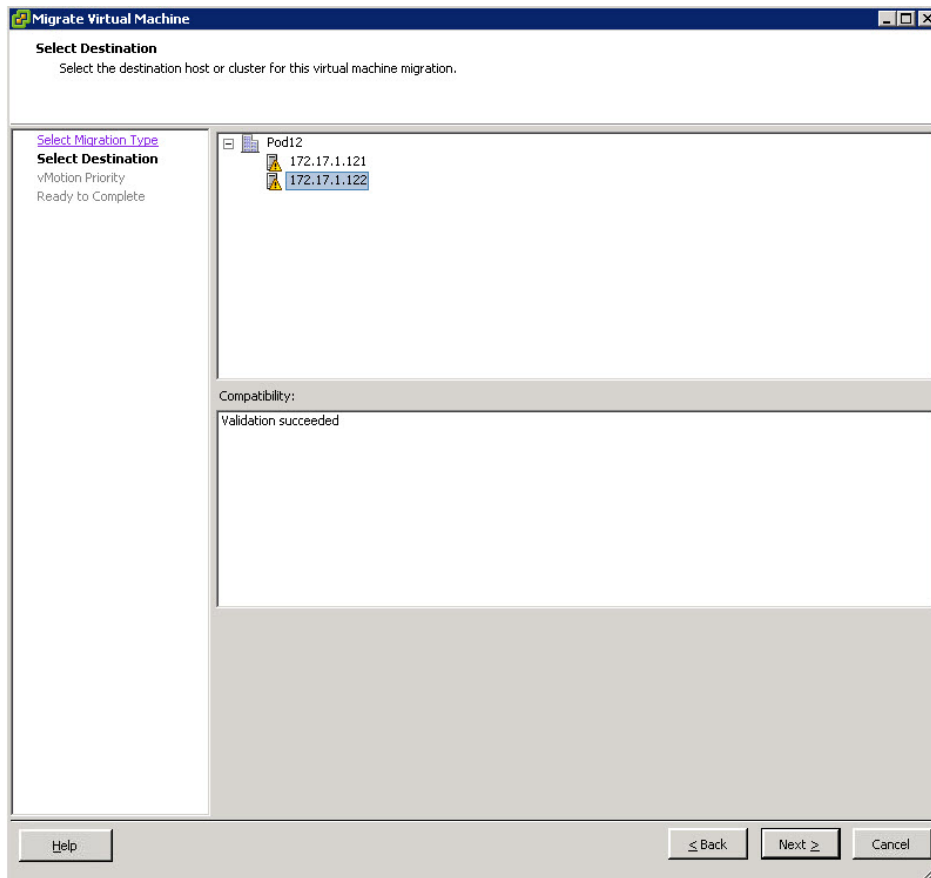 Migrate Virtual Machine
Select Destination
Select the destination host or cluster for this virtual machine migration.
Select Migration Type
Select Destination
vMotion Priority
Ready to Complete
Pod12
172.17.1.121
172.17.1.122
Compatibility:
Validation succeeded
Help
< Back
Next >
Cancel